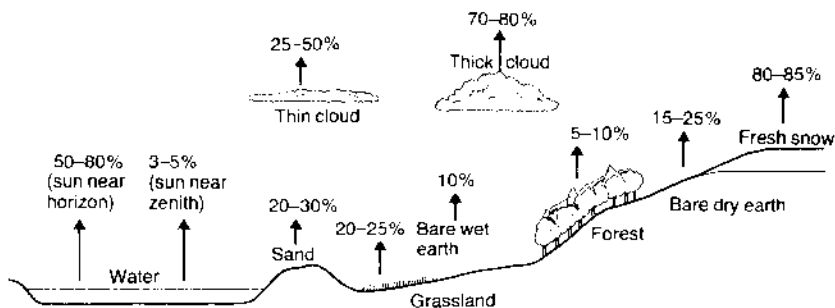 70–80%
25–50%
Thick cloud
80–85%
Thin cloud
5–10%
15–25%
Fresh snow
50–80%
(sun near
horizon)
3–5%
(sun near
zenith)
20–30%
20–25%
10%
Bare wet
earth
Bare dry earth
Sand
Forest
Water
Grassland